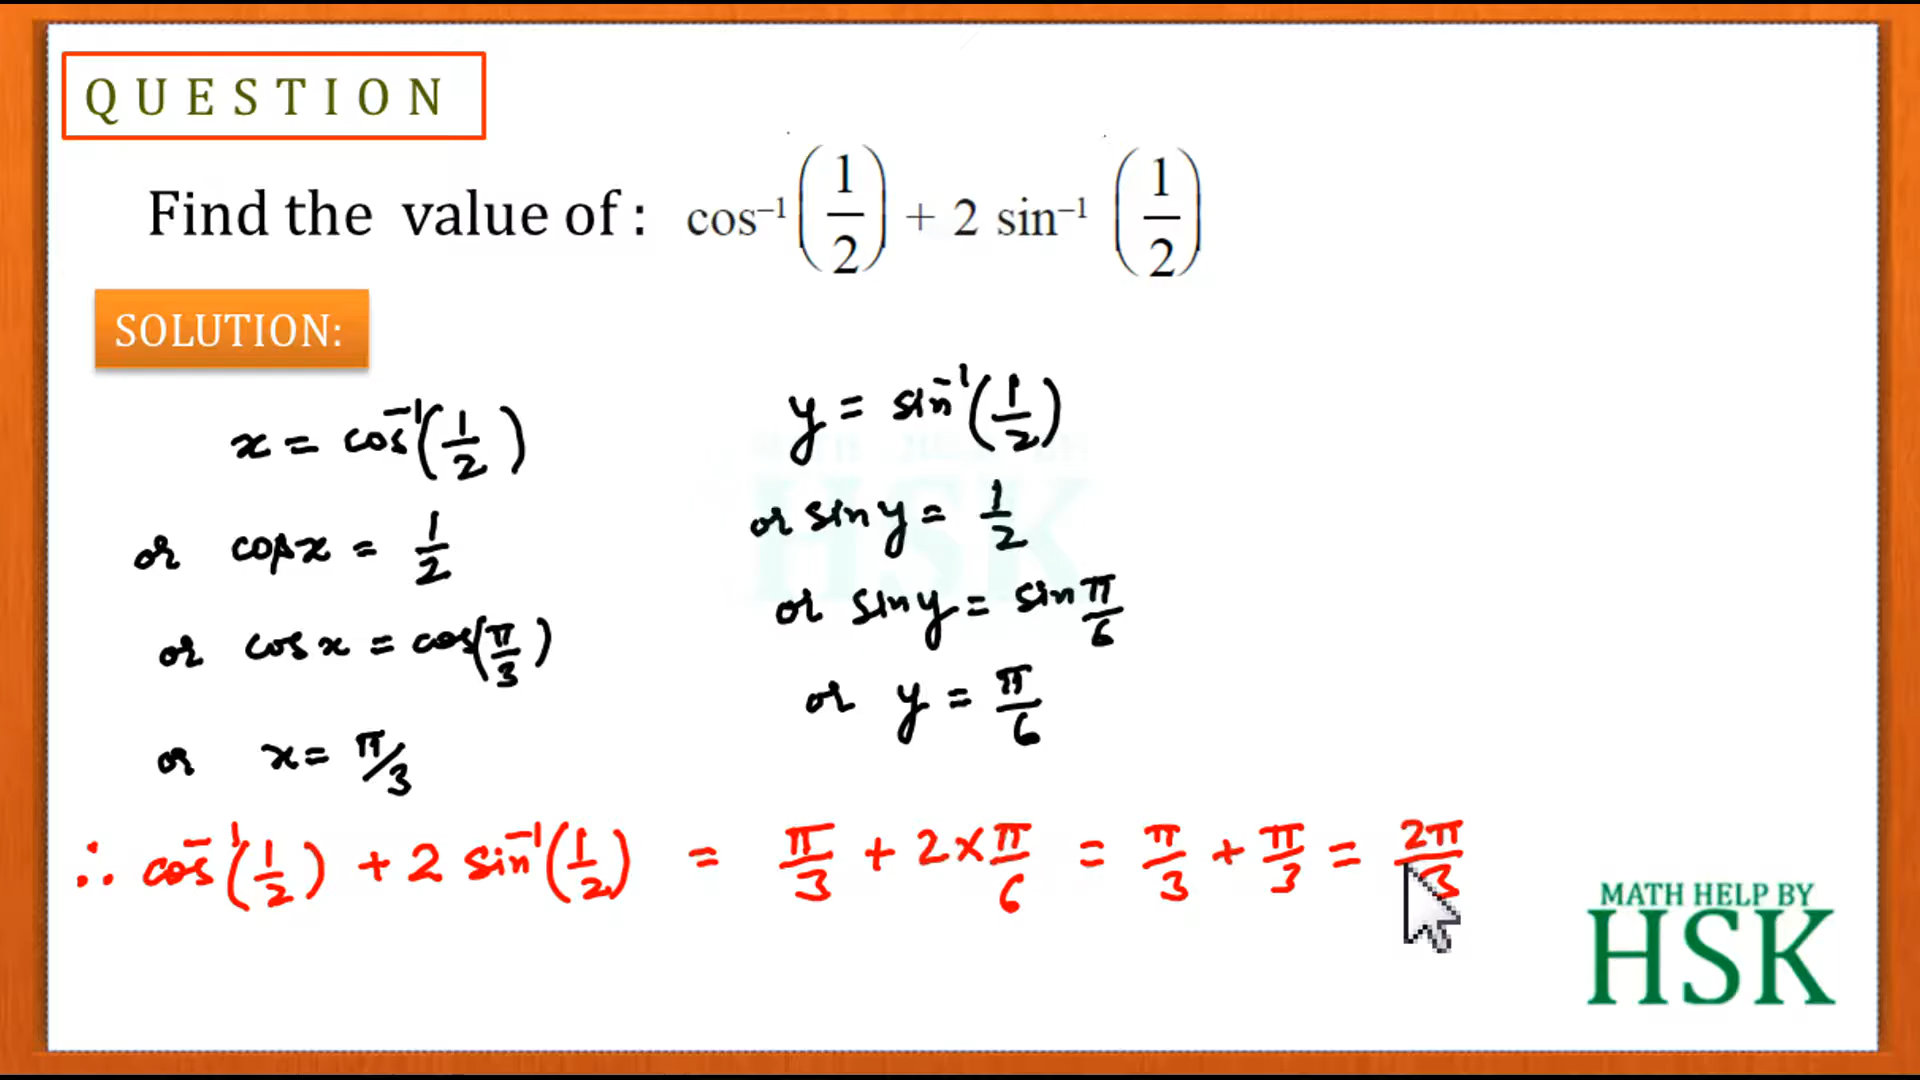 QUESTION
Find the value of : cos⁻¹(1/2) + 2 sin⁻¹(1/2)
SOLUTION:
x = cos⁻¹(1/2)
or cos x = 1/2
or cos x = cos(π/3)
or x = π/3
y = sin⁻¹(1/2)
or sin y = 1/2
or sin y = sin π/6
or y = π/6
∴ cos⁻¹(1/2) + 2 sin⁻¹(1/2) = π/3 + 2 × π/6 = π/3 + π/3 = 2π/3
MATH HELP BY
HSK